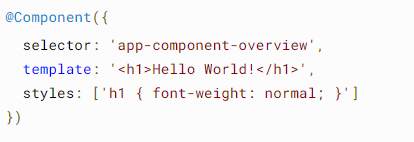 @Component({
  selector: 'app-component-overview',
  template: '<h1>Hello World!</h1>',
  styles: ['h1 { font-weight: normal; }']
})